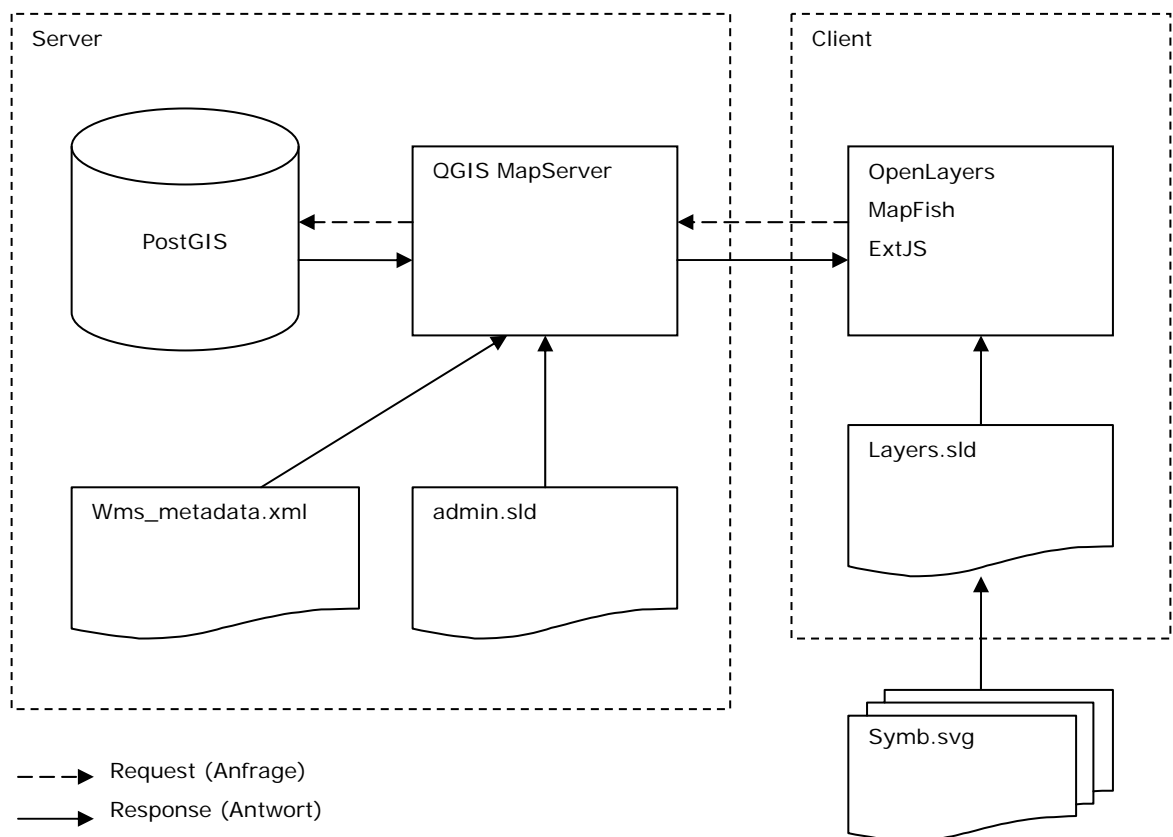 Server
Client
PostGIS
QGIS MapServer
OpenLayers
MapFish
ExtJS
Wms_metadata.xml
admin.sld
Layers.sld
Symb.svg
Request (Anfrage)
Response (Antwort)